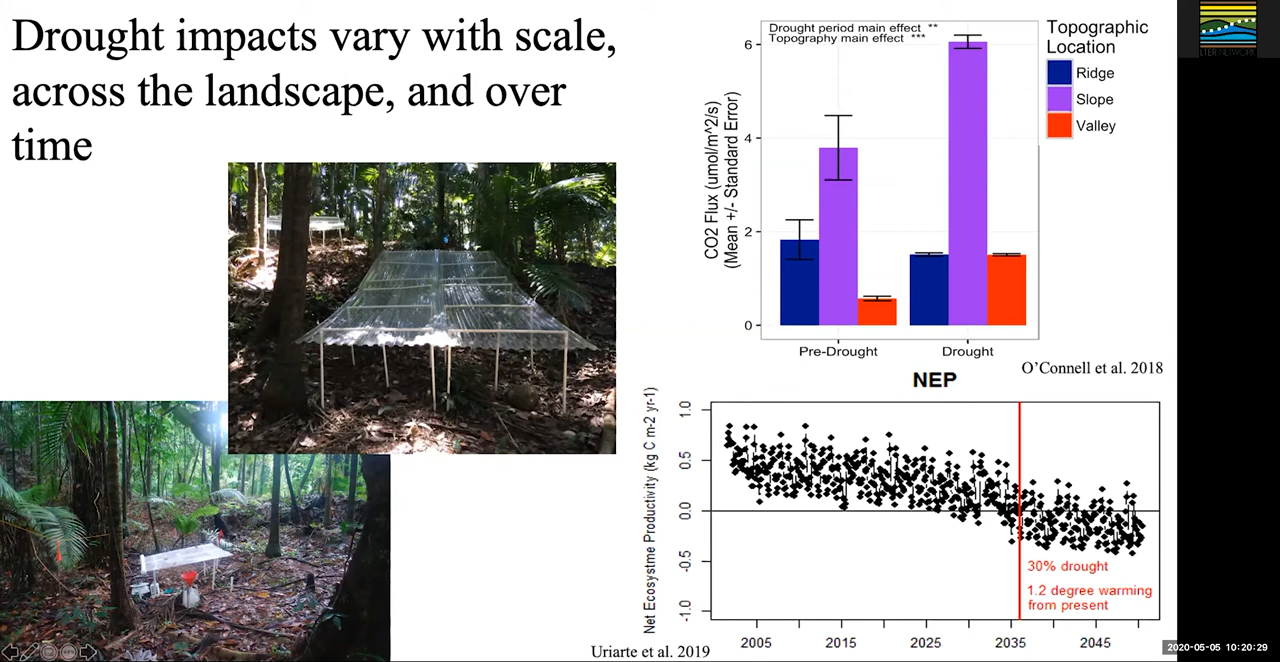 Drought impacts vary with scale,
across the landscape, and over
time
Drought period main effect **
Topography main effect ***
Topographic
Location
Ridge
Slope
Valley
CO2 Flux (umol/m^2/s)
(Mean +/- Standard Error)
6
4
2
0
Pre-Drought
Drought
O'Connell et al. 2018
NEP
Net Ecosystme Productivity (kg C m-2 yr-1)
1.0
0.5
0.0
-0.5
-1.0
30% drought
1.2 degree warming
from present
2005
2015
2025
2035
2045
Uriarte et al. 2019
LTER NETWORK
2020-05-05 10:20:29